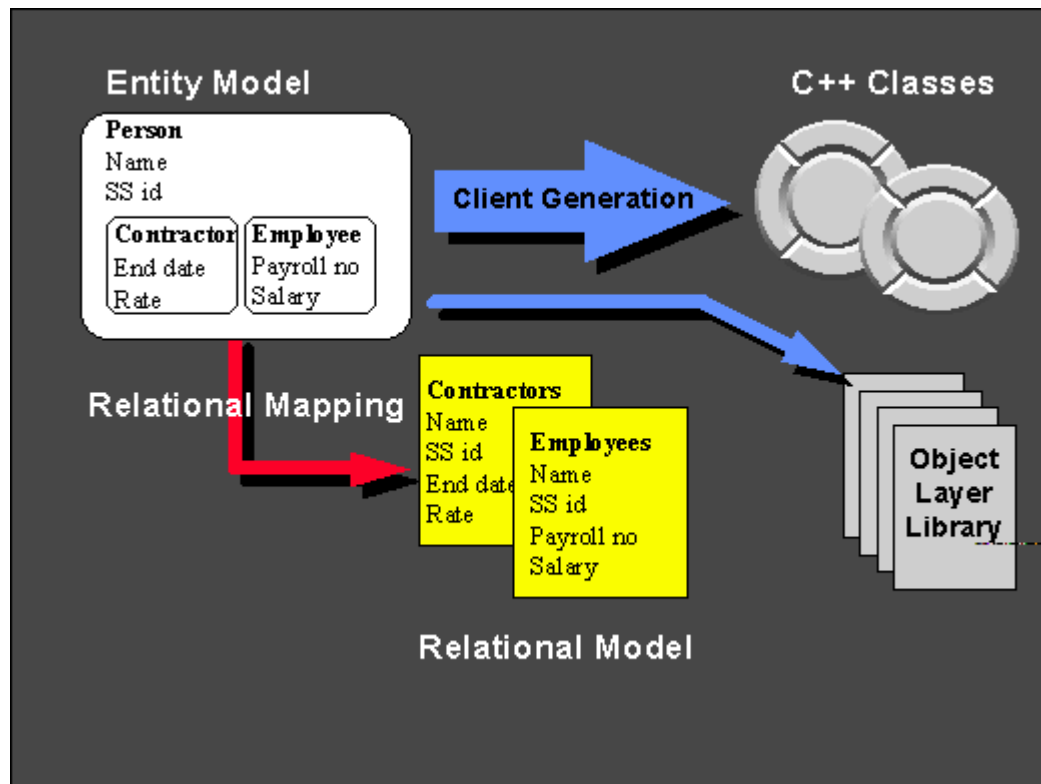 Entity Model
Person
Name
SS id
Contractor
End date
Rate
Employee
Payroll no
Salary
Client Generation
C++ Classes
Relational Mapping
Contractors
Name
SS id
End date
Rate
Employees
Name
SS id
Payroll no
Salary
Object
Layer
Library
Relational Model